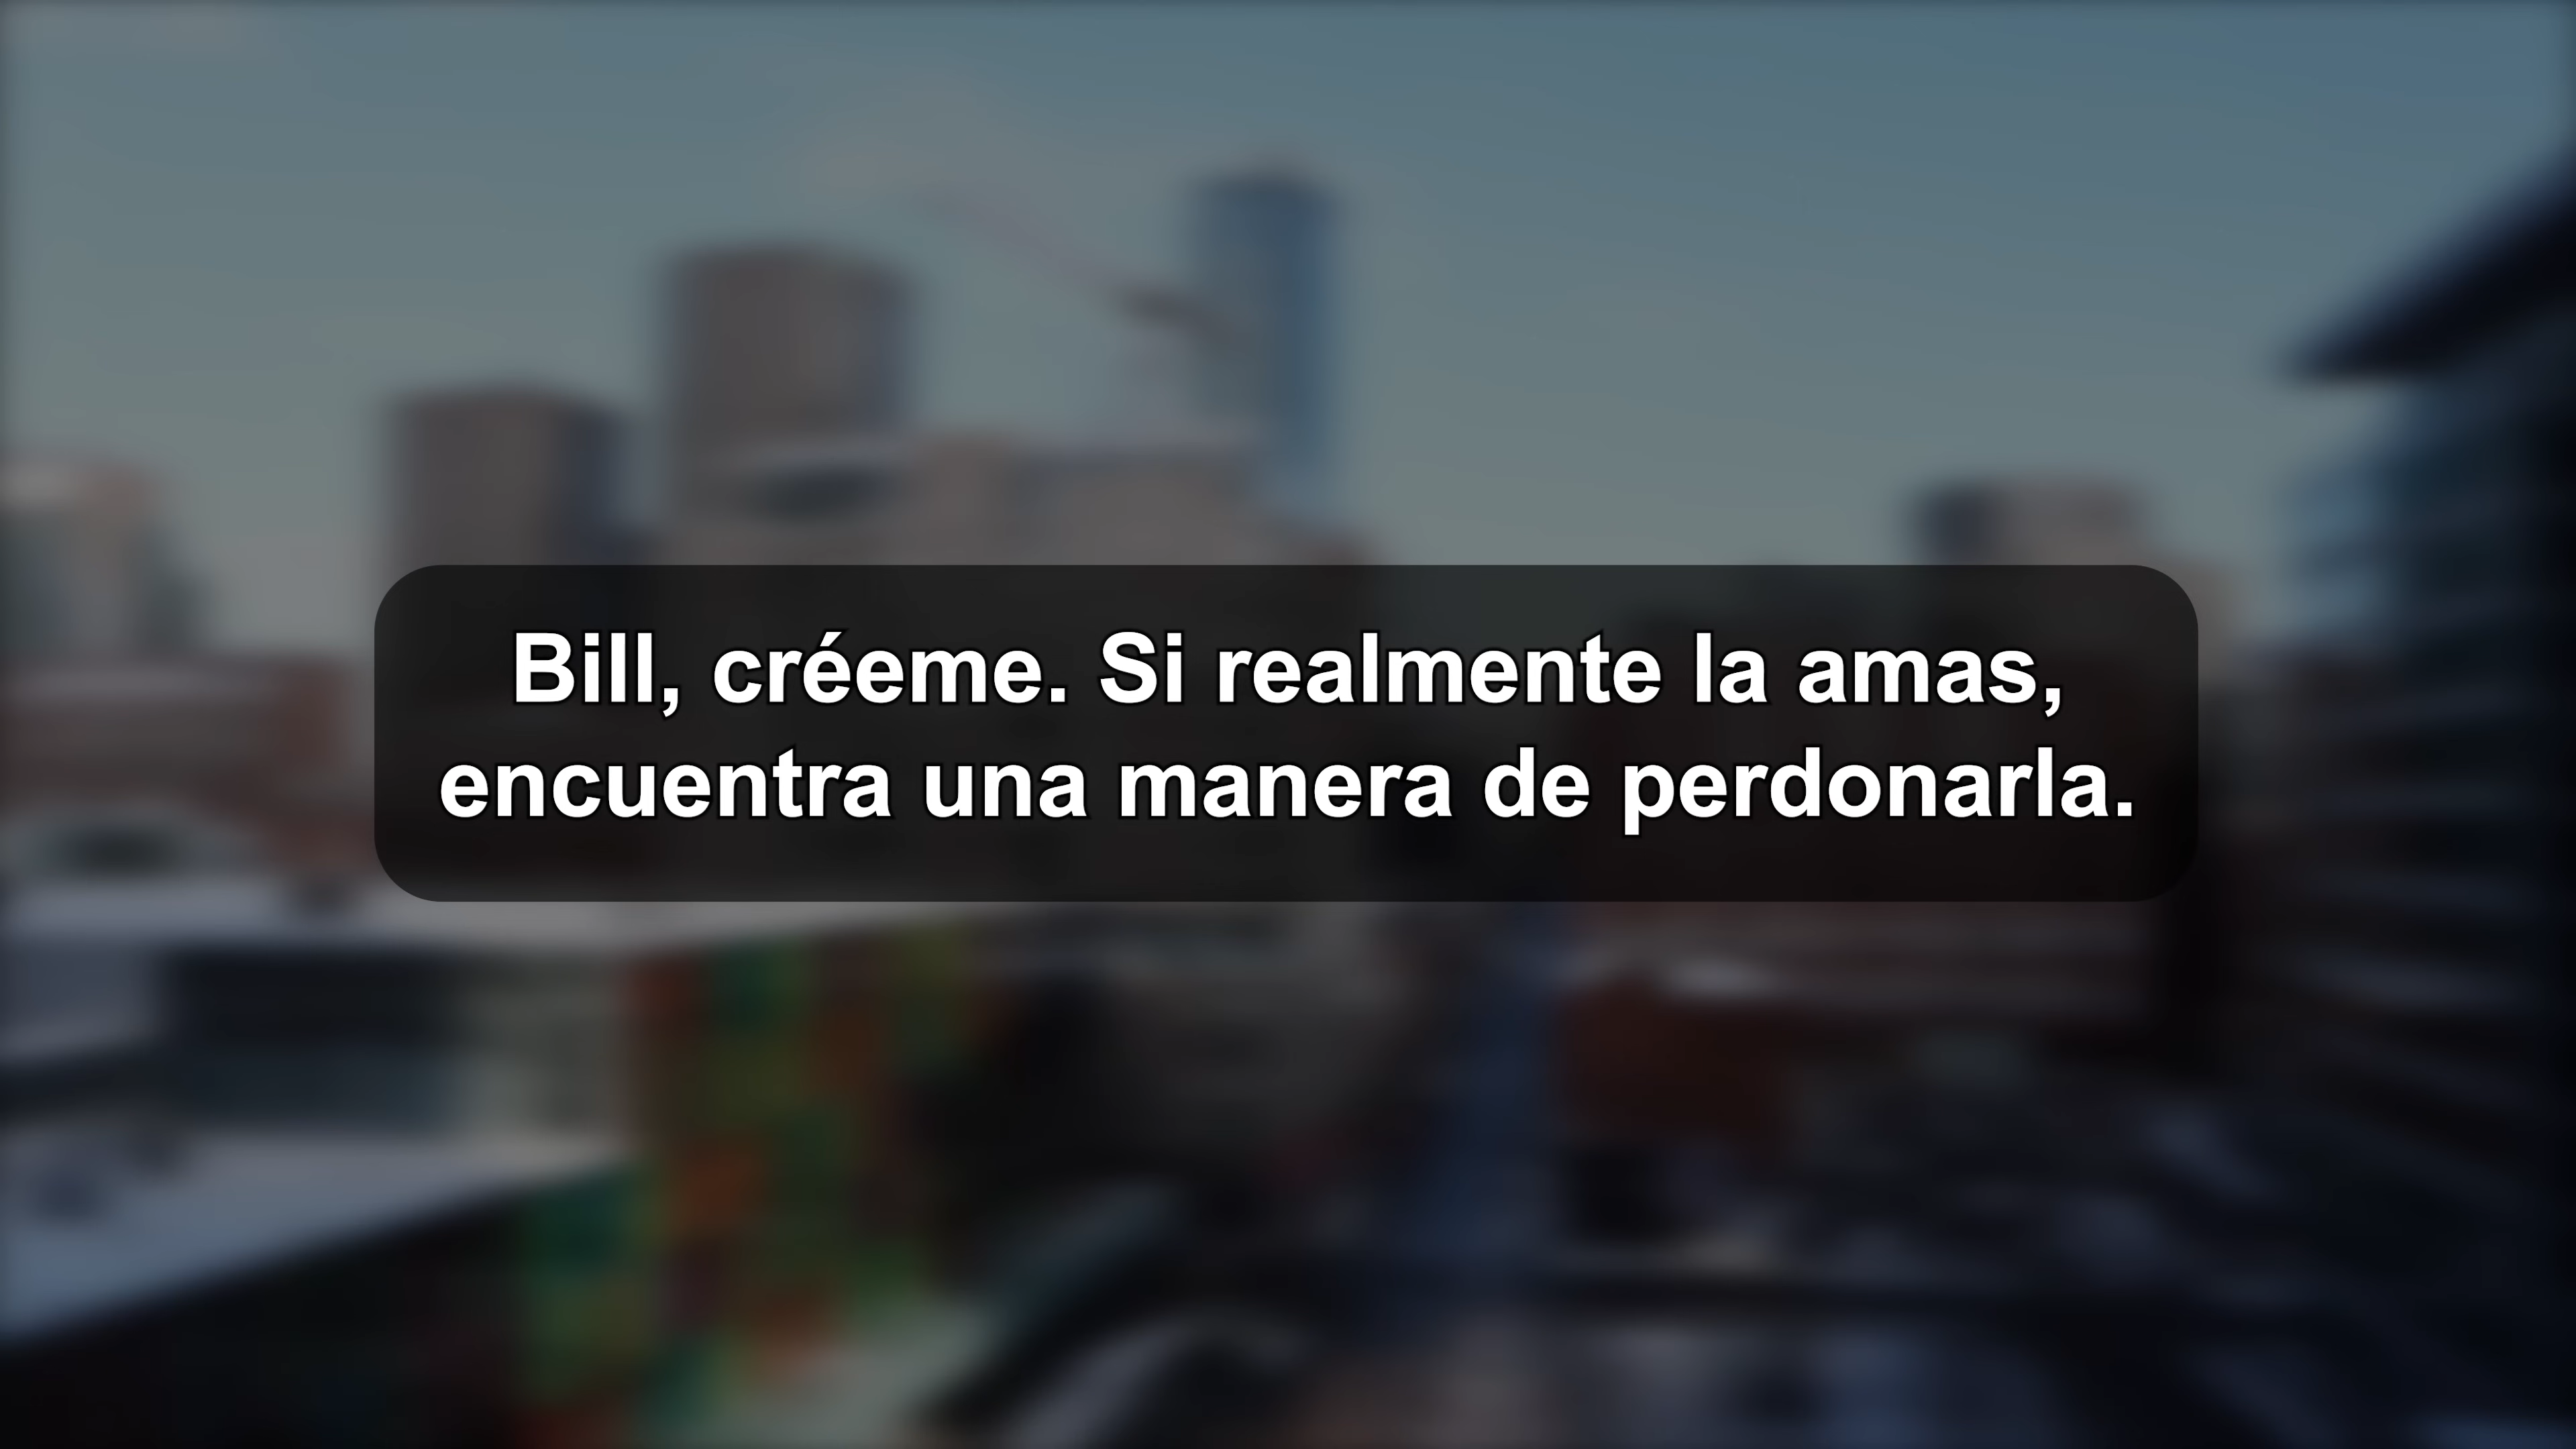 Bill, créeme. Si realmente la amas,
encuentra una manera de perdonarla.